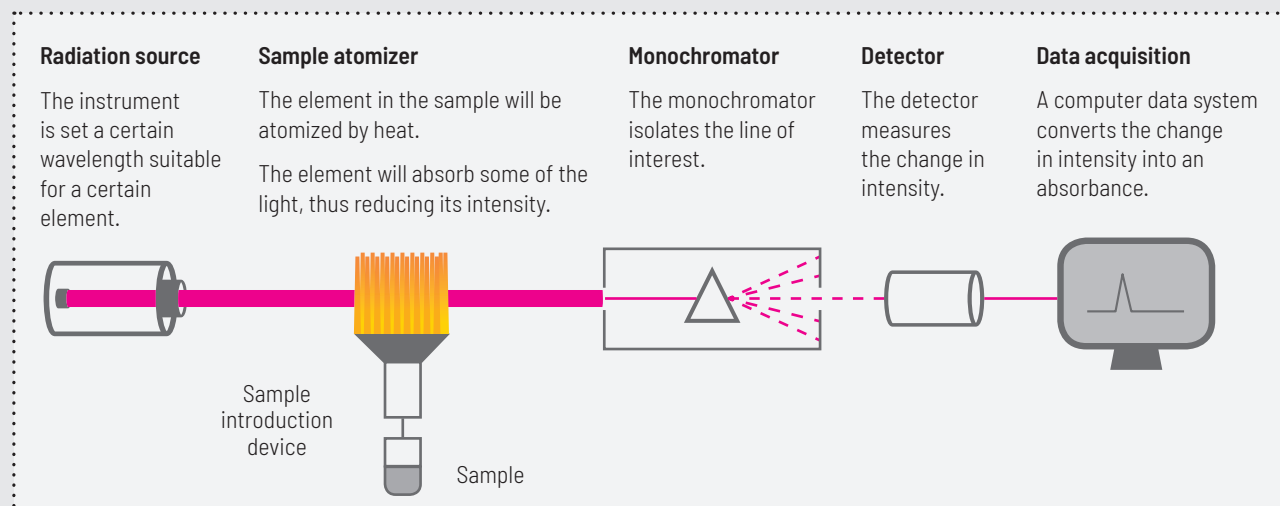 Radiation source
The instrument
is set a certain
wavelength suitable
for a certain
element.
Sample atomizer
The element in the sample will be
atomized by heat.
The element will absorb some of the
light, thus reducing its intensity.
Monochromator
The monochromator
isolates the line of
interest.
Detector
The detector
measures
the change in
intensity.
Data acquisition
A computer data system
converts the change
in intensity into an
absorbance.
Sample
introduction
device
Sample